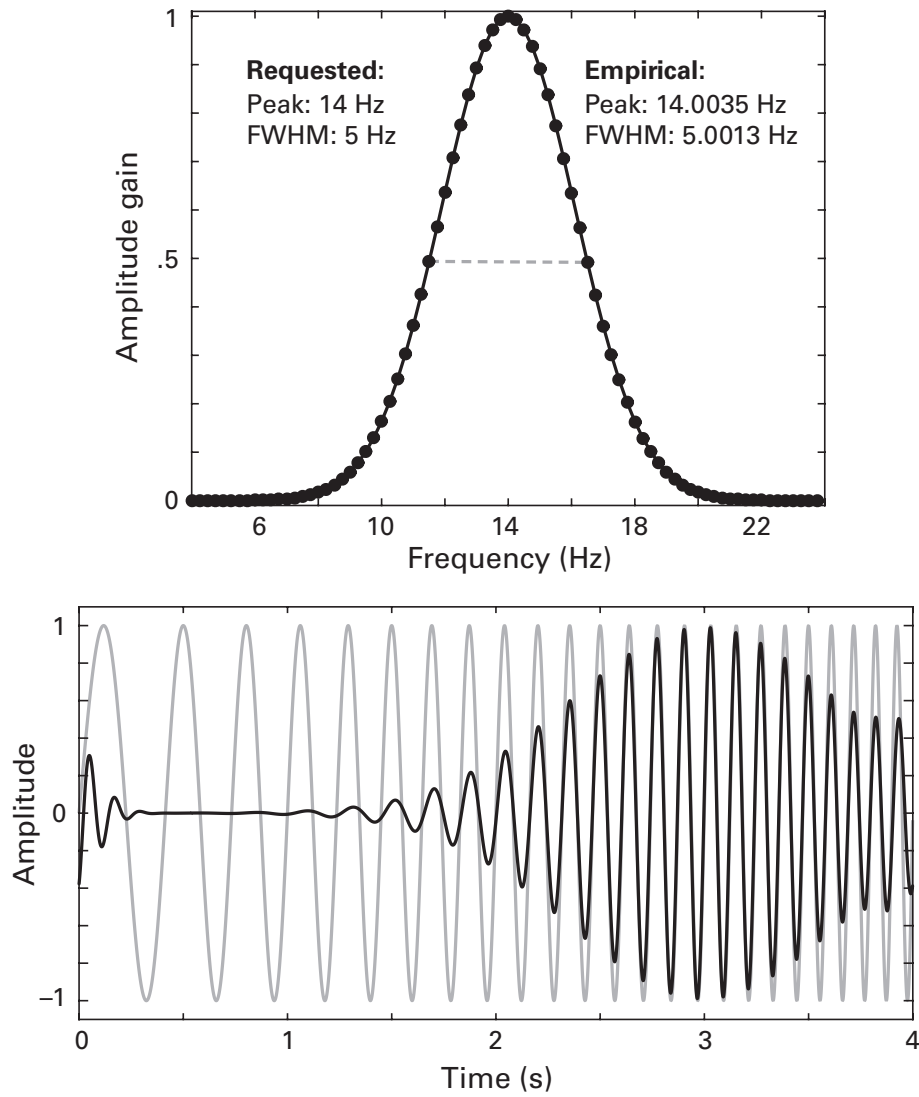 1
Requested:
Peak: 14 Hz
FWHM: 5 Hz
Empirical:
Peak: 14.0035 Hz
FWHM: 5.0013 Hz
Amplitude gain
.5
0
6 10 14 18 22
Frequency (Hz)
1
Amplitude
0
−1
0 1 2 3 4
Time (s)